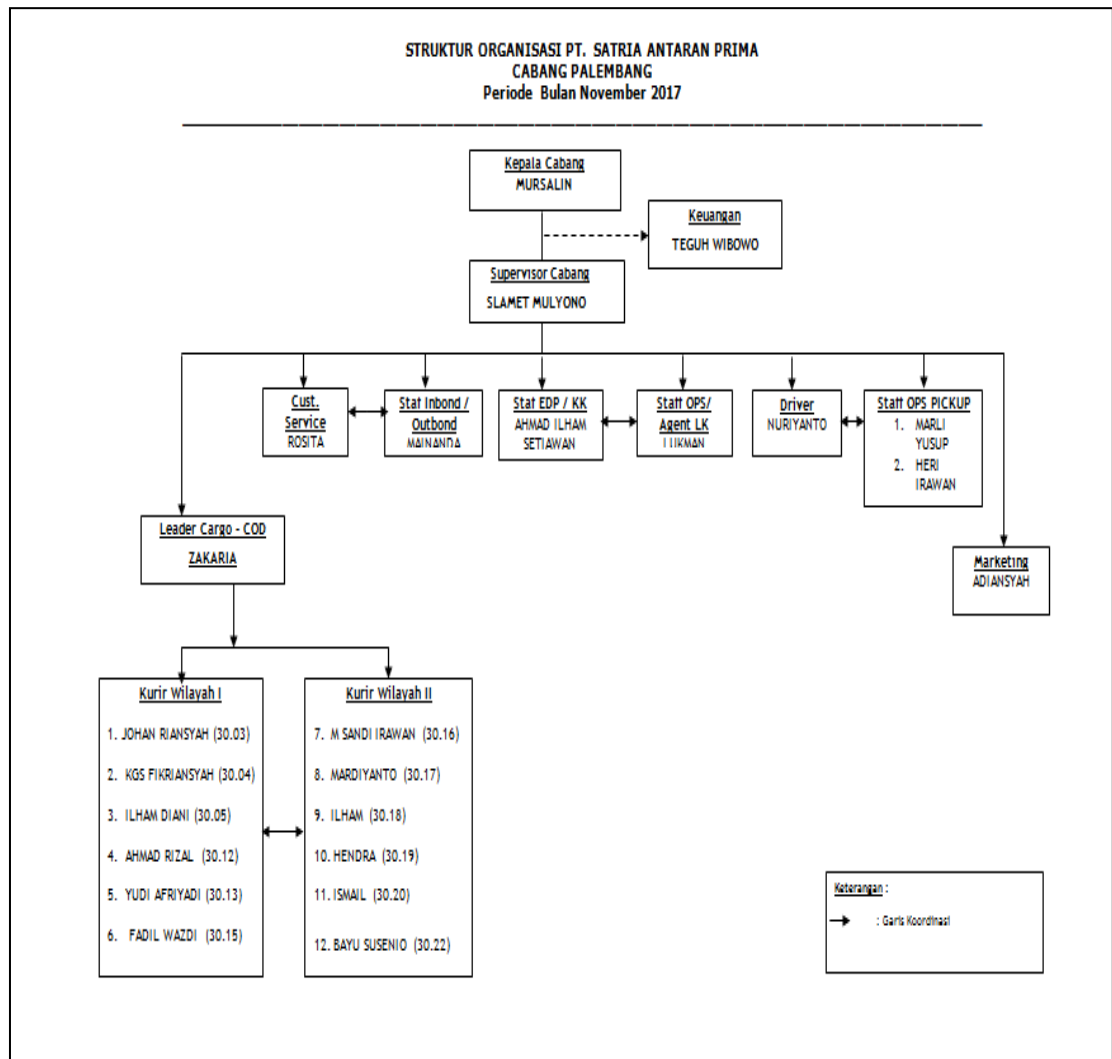 STRUKTUR ORGANISASI PT. SATRIA ANTARAN PRIMA
CABANG PALEMBANG
Periode Bulan November 2017
Kepala Cabang
MURSALIN
Keuangan
TEGUH WIBOWO
Supervisor Cabang
SLAMET MULYONO
Cust.
Service
ROSITA
Staf Inbond /
Outbond
MAINANDA
Staf EDP / KK
AHMAD ILHAM
SETIAWAN
Staff OPS/
Agent LK
LUKMAN
Driver
NURIYANTO
Staff OPS PICKUP
1. MARLI
YUSUP
2. HERI
IRAWAN
Leader Cargo - COD
ZAKARIA
Marketing
ADIANSYAH
Kurir Wilayah I
1. JOHAN RIANSYAH (30.03)
2. KGS FIKRIANSYAH (30.04)
3. ILHAM DIANI (30.05)
4. AHMAD RIZAL (30.12)
5. YUDI AFRIYADI (30.13)
6. FADIL WAZDI (30.15)
Kurir Wilayah II
7. M SANDI IRAWAN (30.16)
8. MARDIYANTO (30.17)
9. ILHAM (30.18)
10. HENDRA (30.19)
11. ISMAIL (30.20)
12. BAYU SUSENIO (30.22)
Keterangan :
: Garis Koordinasi